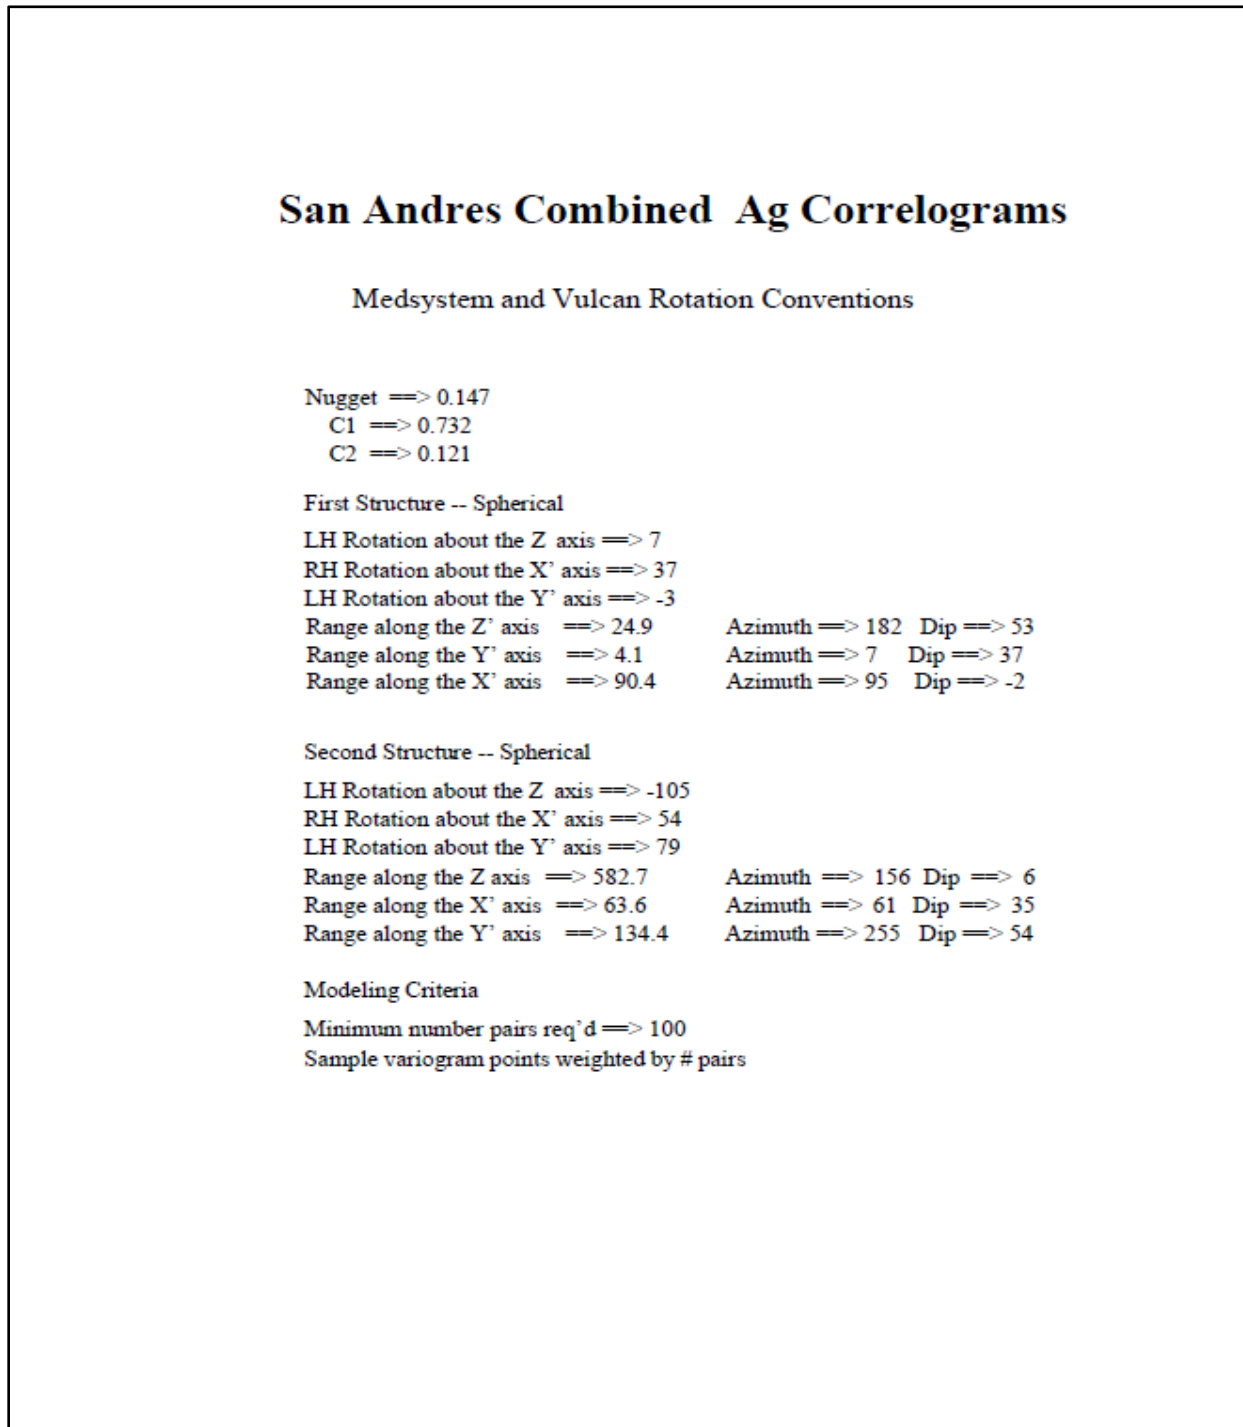 San Andres Combined Ag Correlograms
Medsystem and Vulcan Rotation Conventions
Nugget ==> 0.147
C1 ==> 0.732
C2 ==> 0.121
First Structure -- Spherical
LH Rotation about the Z axis ==> 7
RH Rotation about the X' axis ==> 37
LH Rotation about the Y' axis ==> -3
Range along the Z' axis ==> 24.9 Azimuth ==> 182 Dip ==> 53
Range along the Y' axis ==> 4.1 Azimuth ==> 7 Dip ==> 37
Range along the X' axis ==> 90.4 Azimuth ==> 95 Dip ==> -2
Second Structure -- Spherical
LH Rotation about the Z axis ==> -105
RH Rotation about the X' axis ==> 54
LH Rotation about the Y' axis ==> 79
Range along the Z axis ==> 582.7 Azimuth ==> 156 Dip ==> 6
Range along the X' axis ==> 63.6 Azimuth ==> 61 Dip ==> 35
Range along the Y' axis ==> 134.4 Azimuth ==> 255 Dip ==> 54
Modeling Criteria
Minimum number pairs req'd ==> 100
Sample variogram points weighted by # pairs